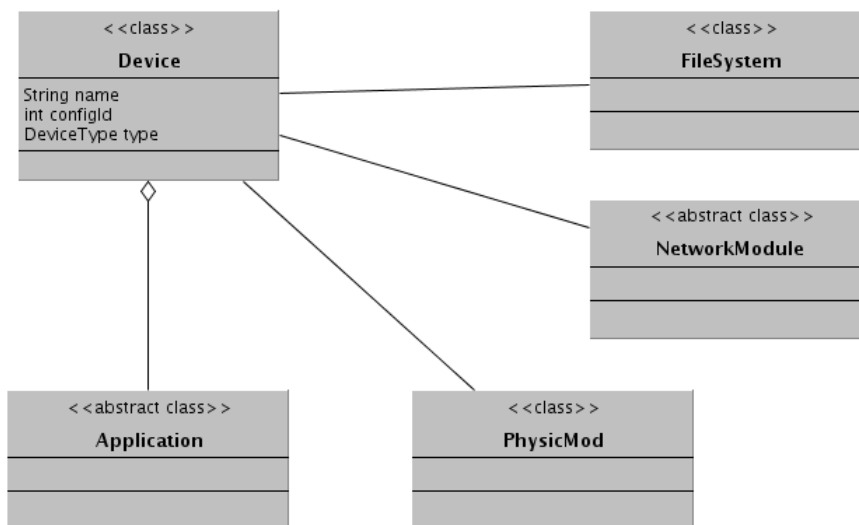 <<class>>
Device
String name
int configId
DeviceType type
<<class>>
FileSystem
<<abstract class>>
NetworkModule
<<abstract class>>
Application
<<class>>
PhysicMod